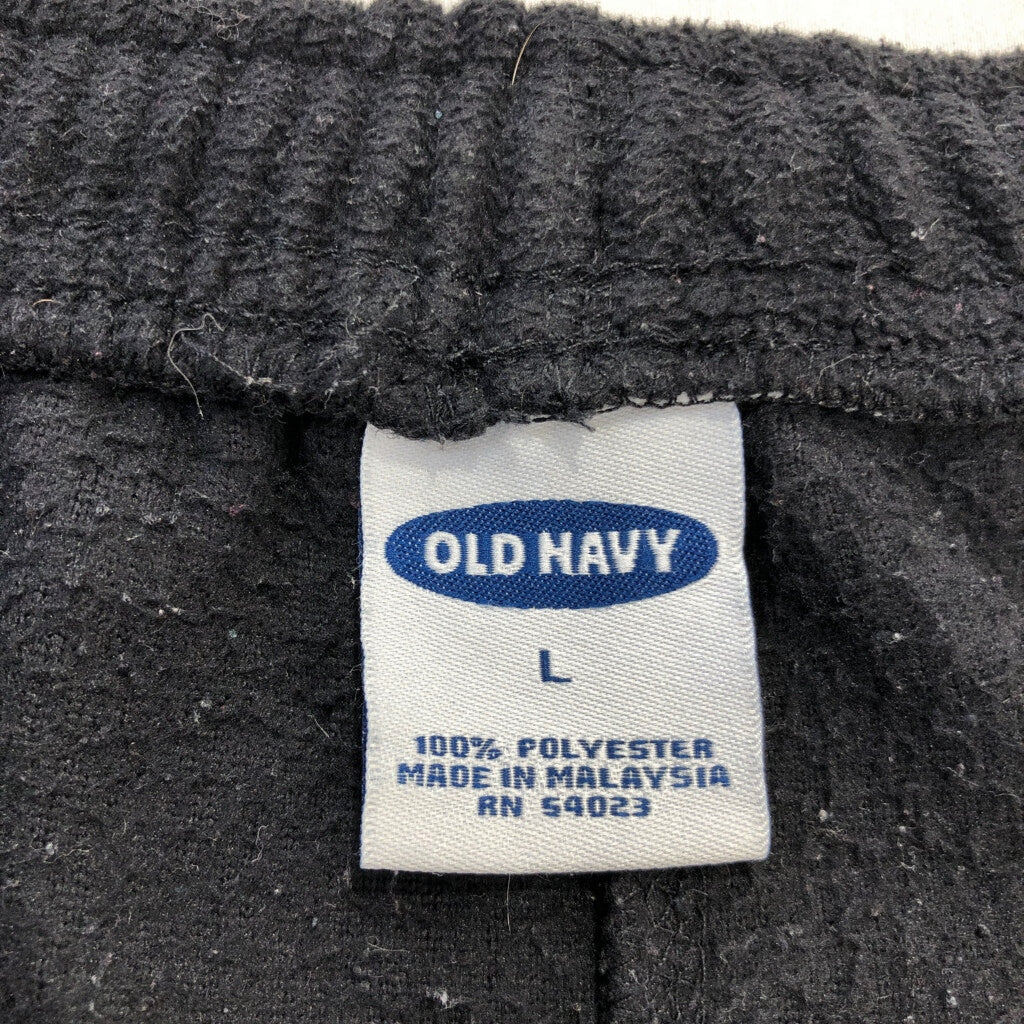 OLD NAVY
L
100% POLYESTER
MADE IN MALAYSIA
RN 54023